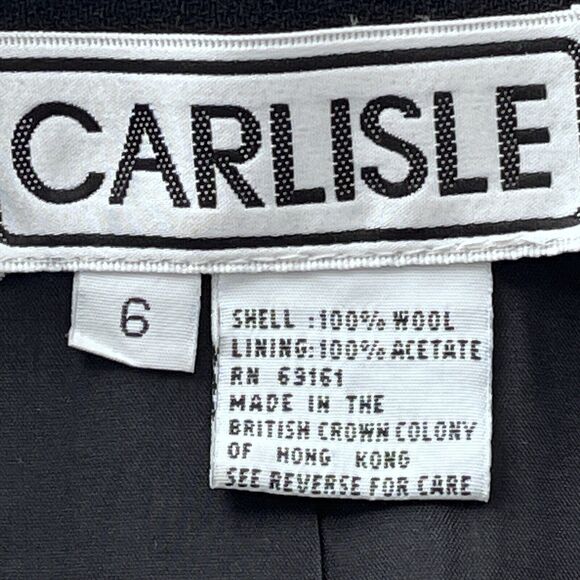 CARLISLE
6
SHELL :100% WOOL
LINING:100% ACETATE
RN 69161
MADE IN THE
BRITISH CROWN COLONY
OF HONG KONG
SEE REVERSE FOR CARE